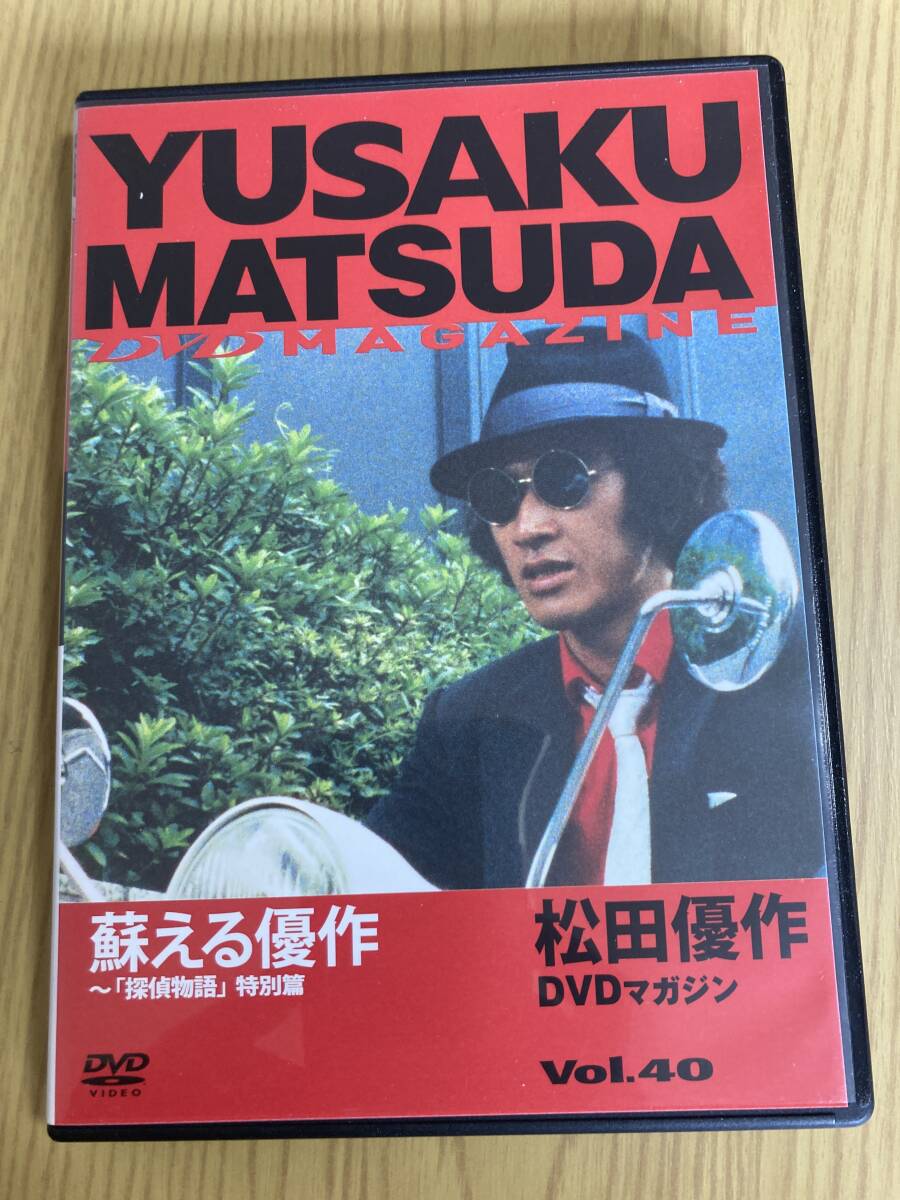 YUSAKU
MATSUDA
DVD MAGAZINE
蘇える優作
～「探偵物語」特別篇
松田優作
DVDマガジン
DVD
VIDEO
Vol.40